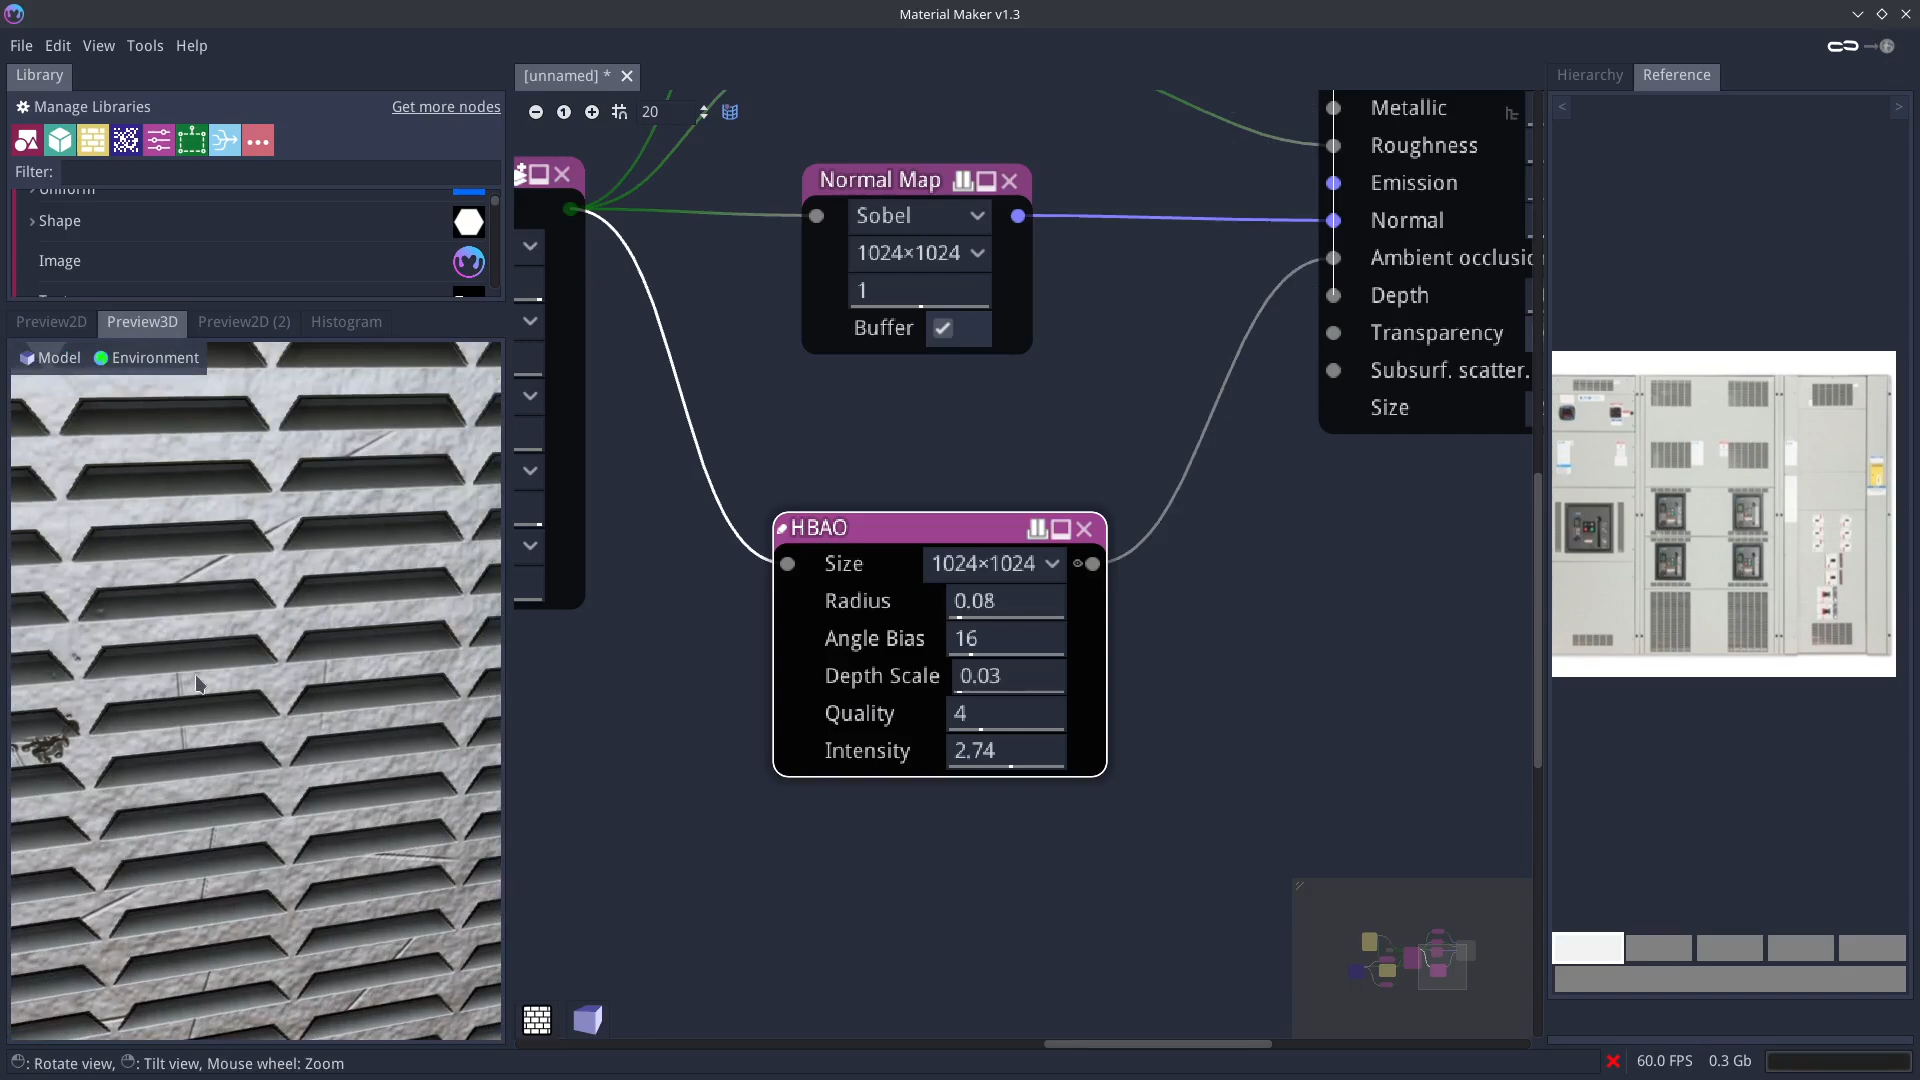 Material Maker v1.3
File Edit View Tools Help
Library
Manage Libraries
Get more nodes
Filter:
Uniform
Shape
Image
Preview2D Preview3D Preview2D (2) Histogram
Model Environment
[unnamed] *
1
20
Normal Map
Sobel
1024×1024
1
Buffer
HBAO
Size 1024×1024
Radius 0.08
Angle Bias 16
Depth Scale 0.03
Quality 4
Intensity 2.74
Metallic
Roughness
Emission
Normal
Ambient occlusio
Depth
Transparency
Subsurf. scatter.
Size
Hierarchy Reference
< >
: Rotate view, : Tilt view, Mouse wheel: Zoom
60.0 FPS 0.3 Gb